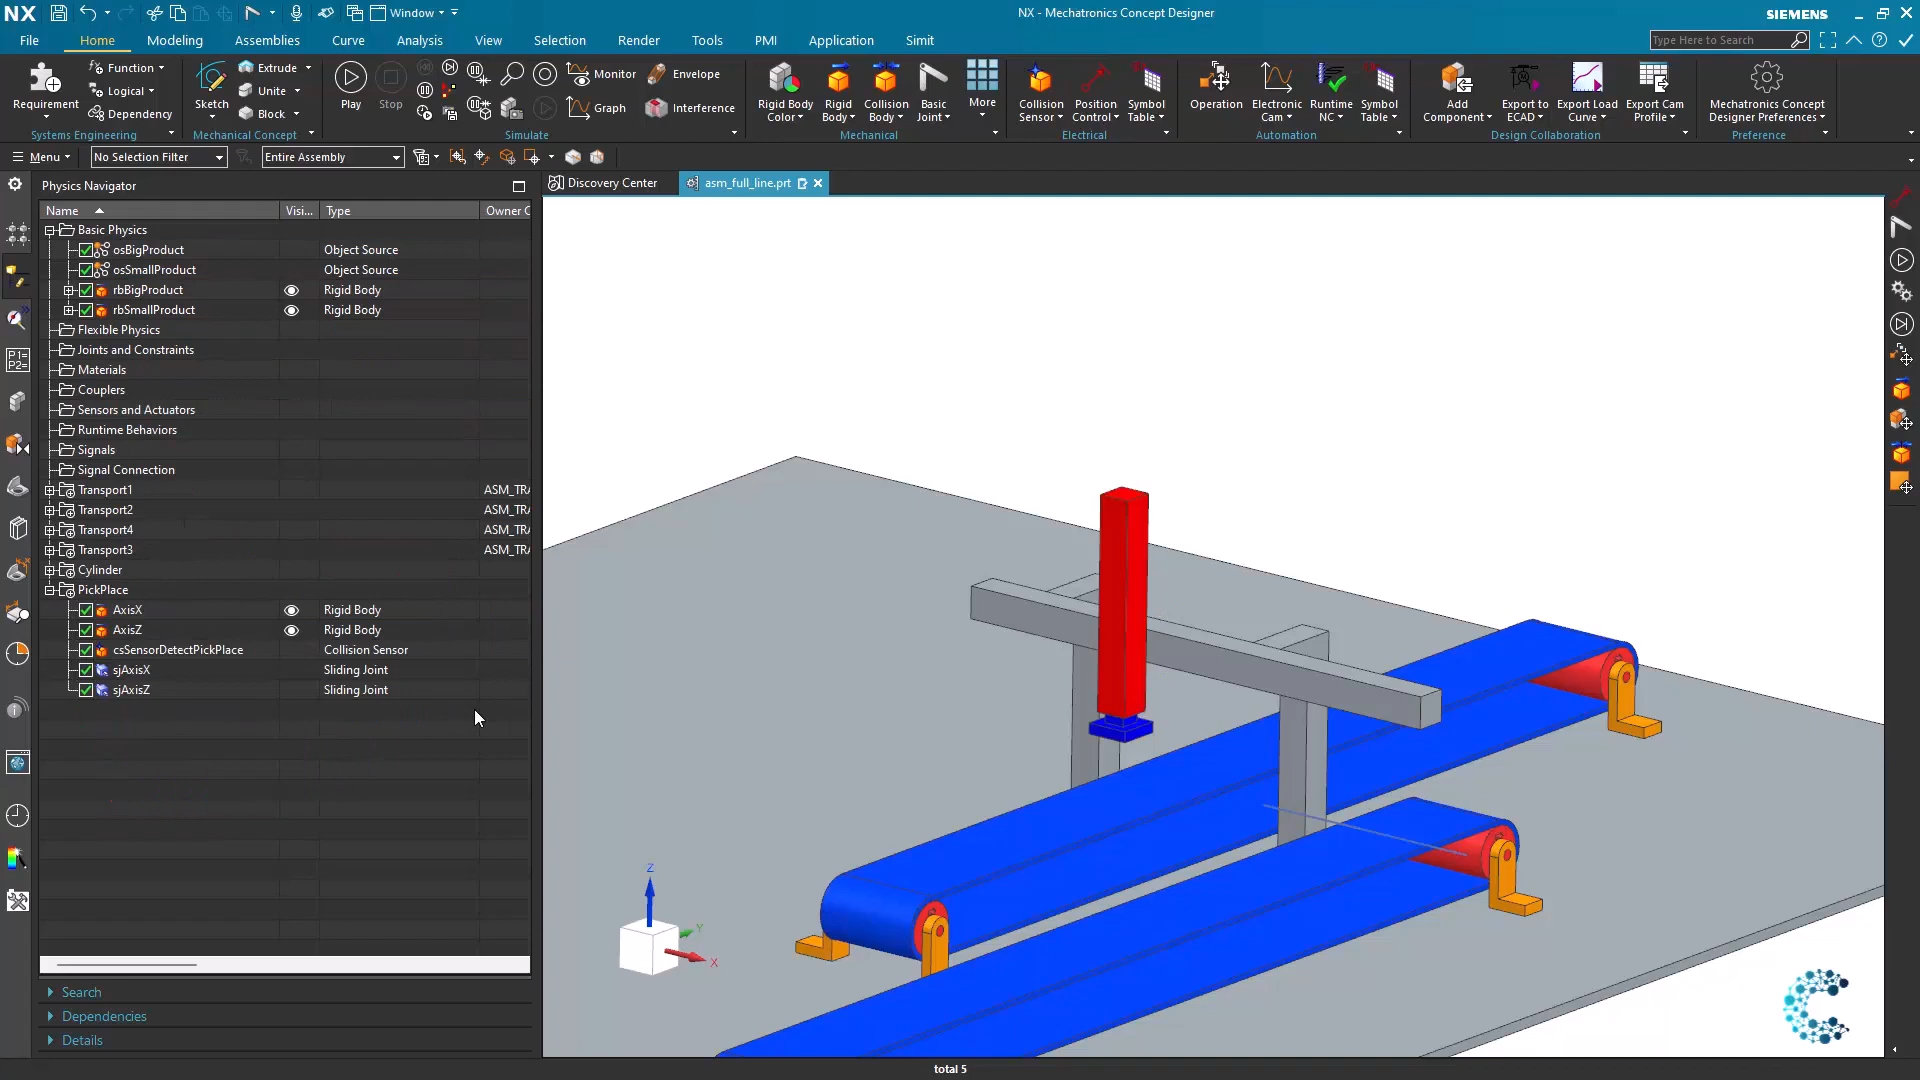 NX
Window
NX - Mechatronics Concept Designer
SIEMENS
File
Home
Modeling
Assemblies
Curve
Analysis
View
Selection
Render
Tools
PMI
Application
Simit
Type Here to Search
Requirement
Function
Logical
Dependency
Systems Engineering
Sketch
Extrude
Unite
Block
Mechanical Concept
Play
Stop
Monitor
Graph
Envelope
Interference
Simulate
Rigid Body
Color
Rigid
Body
Collision
Body
Basic
Joint
More
Mechanical
Collision
Sensor
Position
Control
Symbol
Table
Electrical
Operation
Electronic
Cam
Runtime
NC
Symbol
Table
Automation
Add
Component
Export to
ECAD
Export Load
Curve
Export Cam
Profile
Design Collaboration
Mechatronics Concept
Designer Preferences
Preference
Menu
No Selection Filter
Entire Assembly
Physics Navigator
Discovery Center
asm_full_line.prt
Name
Visi...
Type
Owner C
Basic Physics
osBigProduct Object Source
osSmallProduct Object Source
rbBigProduct Rigid Body
rbSmallProduct Rigid Body
Flexible Physics
Joints and Constraints
Materials
Couplers
Sensors and Actuators
Runtime Behaviors
Signals
Signal Connection
Transport1 ASM_TRA
Transport2 ASM_TRA
Transport4 ASM_TRA
Transport3 ASM_TRA
Cylinder
PickPlace
AxisX Rigid Body
AxisZ Rigid Body
csSensorDetectPickPlace Collision Sensor
sjAxisX Sliding Joint
sjAxisZ Sliding Joint
P1=
P2=
Z
Y
X
Search
Dependencies
Details
total 5